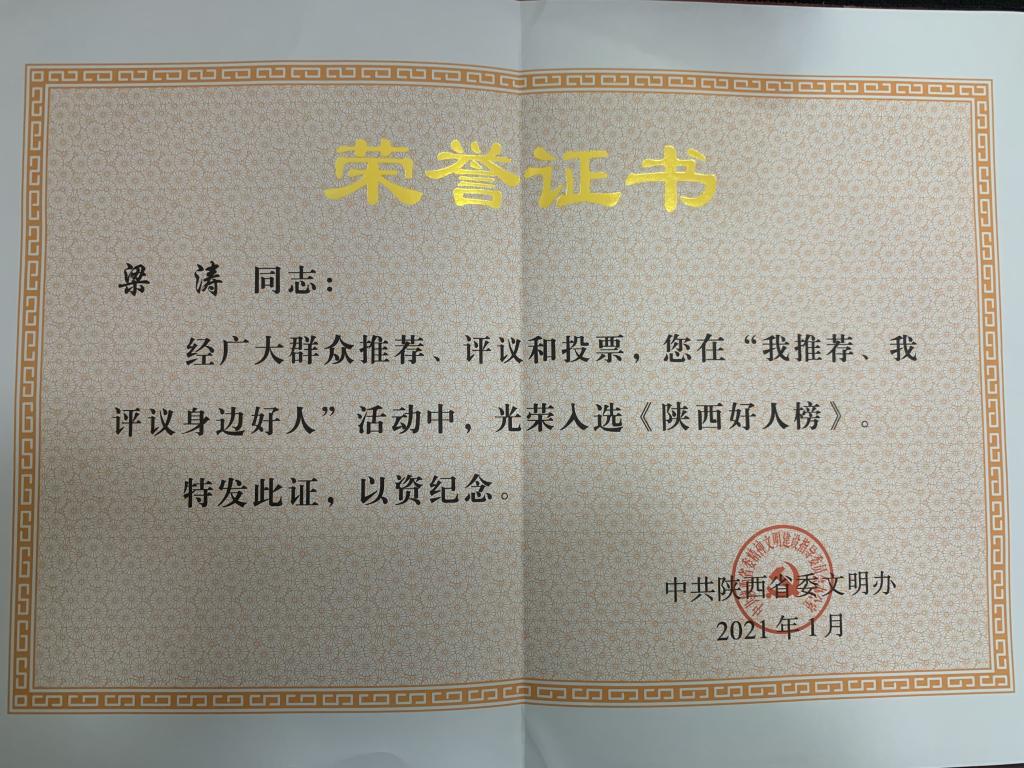 荣誉证书
梁 涛 同志：
经广大群众推荐、评议和投票，您在“我推荐、我
评议身边好人”活动中，光荣入选《陕西好人榜》。
特发此证，以资纪念。
中共陕西省委文明办
2021年1月